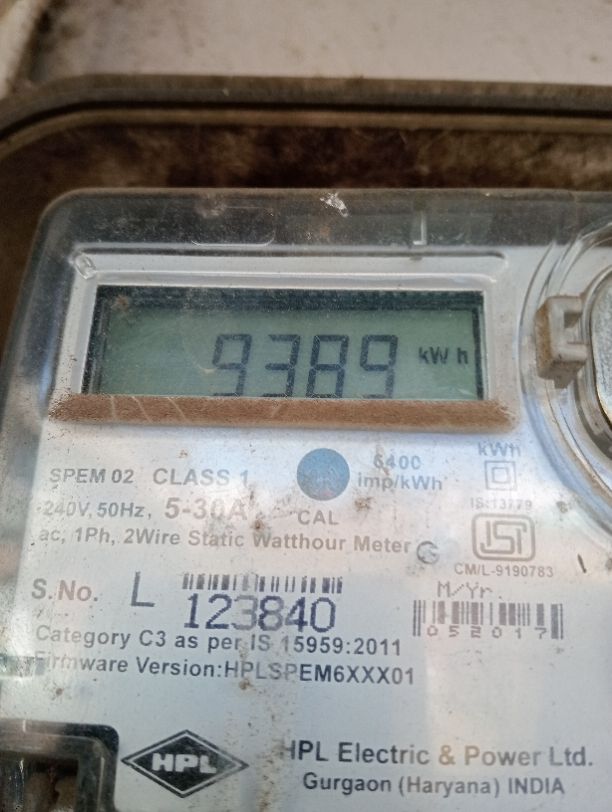 9389 kWh
SPEM 02 CLASS 1
6400
imp/kWh
kWh
240V, 50Hz, 5-30A
CAL
IS:13779
ac, 1Ph, 2Wire Static Watthour Meter
ISI
CM/L-9190783
S.No. L 123840
M/Yr.
052017
Category C3 as per IS 15959:2011
Firmware Version:HPLSPEM6XXX01
HPL
HPL Electric & Power Ltd.
Gurgaon (Haryana) INDIA